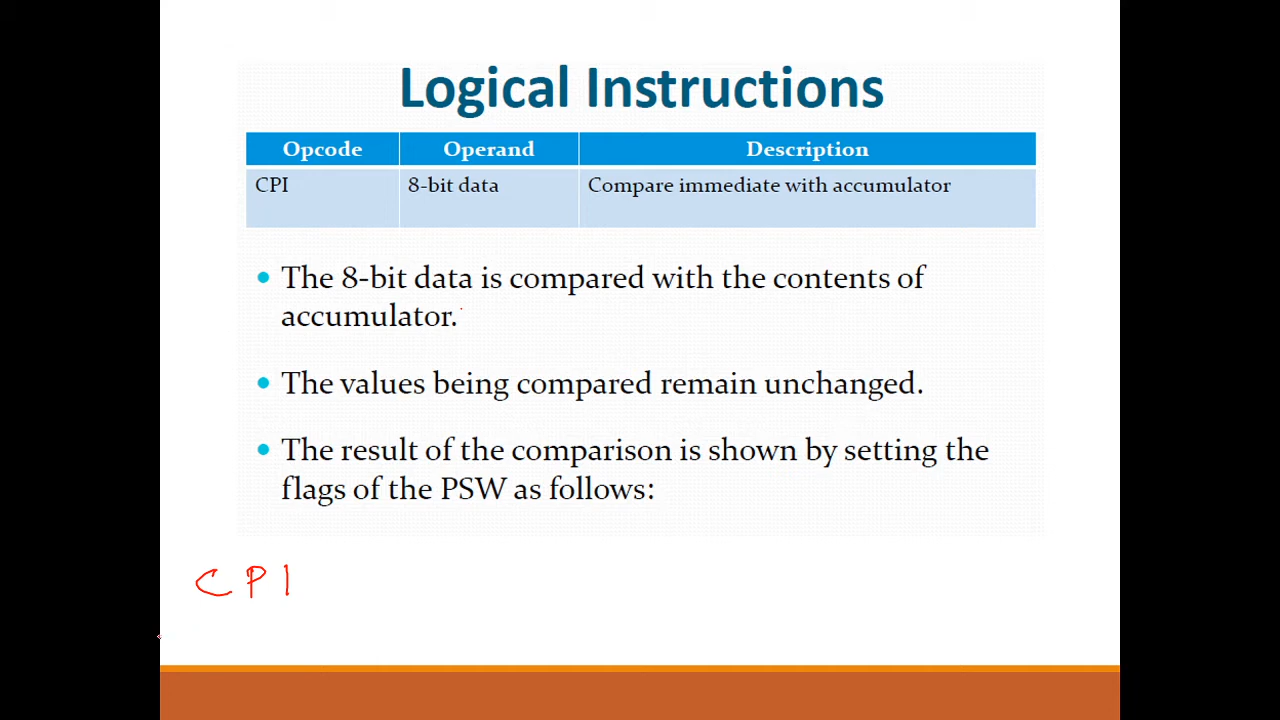 Logical Instructions
Opcode Operand Description
CPI 8-bit data Compare immediate with accumulator
• The 8-bit data is compared with the contents of
accumulator.
• The values being compared remain unchanged.
• The result of the comparison is shown by setting the
flags of the PSW as follows:
CPI